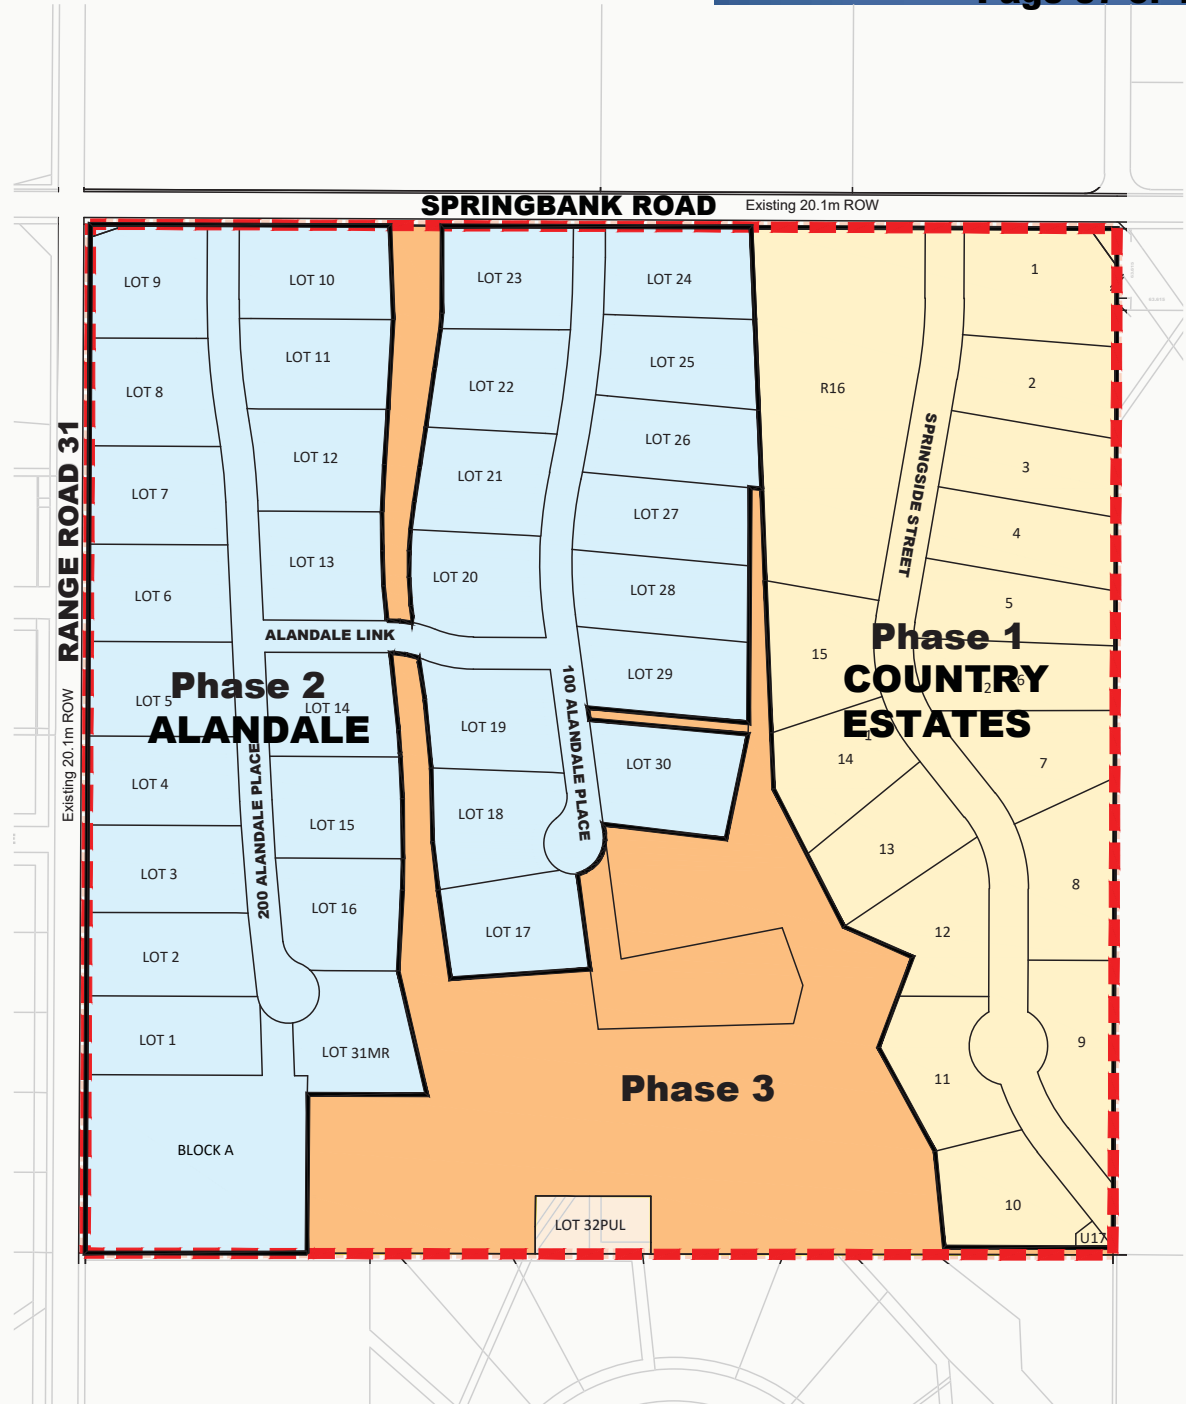 SPRINGBANK ROAD
Existing 20.1m ROW
RANGE ROAD 31
Existing 20.1m ROW
LOT 9
LOT 10
LOT 23
LOT 24
1
LOT 11
LOT 25
LOT 8
LOT 22
R16
2
LOT 12
LOT 26
LOT 7
LOT 21
3
LOT 27
4
SPRINGSIDE STREET
LOT 13
LOT 20
LOT 28
LOT 6
5
ALANDALE LINK
Phase 1
COUNTRY
ESTATES
15
LOT 29
2
6
Phase 2
ALANDALE
LOT 5
LOT 14
LOT 19
100 ALANDALE PLACE
1
14
7
LOT 30
LOT 4
200 ALANDALE PLACE
LOT 15
LOT 18
13
LOT 3
8
LOT 16
LOT 17
12
LOT 2
LOT 1
LOT 31MR
9
11
Phase 3
BLOCK A
10
LOT 32PUL
U17